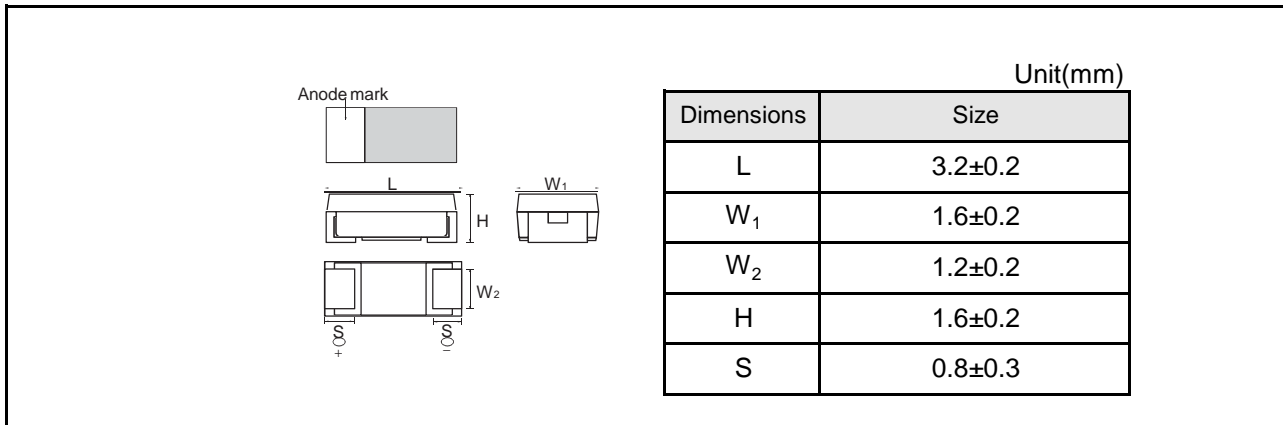 Unit(mm)
Anode mark
L
W1
H
W2
S
S
+
−
Dimensions Size
L 3.2±0.2
W1 1.6±0.2
W2 1.2±0.2
H 1.6±0.2
S 0.8±0.3